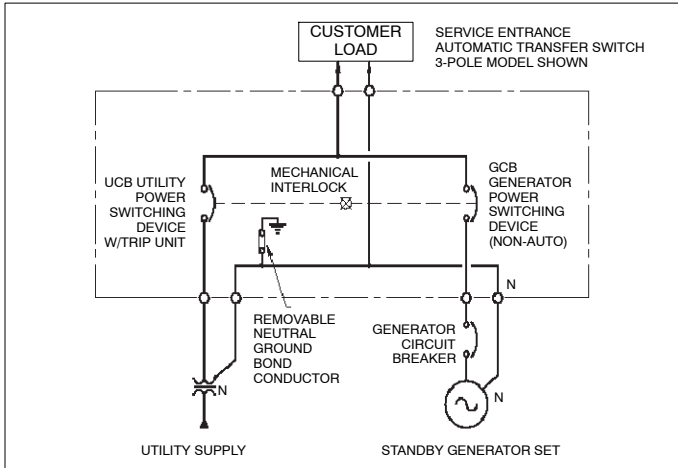 CUSTOMER
LOAD
SERVICE ENTRANCE
AUTOMATIC TRANSFER SWITCH
3-POLE MODEL SHOWN
UCB UTILITY
POWER
SWITCHING
DEVICE
W/TRIP UNIT
MECHANICAL
INTERLOCK
GCB
GENERATOR
POWER
SWITCHING
DEVICE
(NON-AUTO)
N
REMOVABLE
NEUTRAL
GROUND
BOND
CONDUCTOR
GENERATOR
CIRCUIT
BREAKER
N
N
UTILITY SUPPLY
STANDBY GENERATOR SET